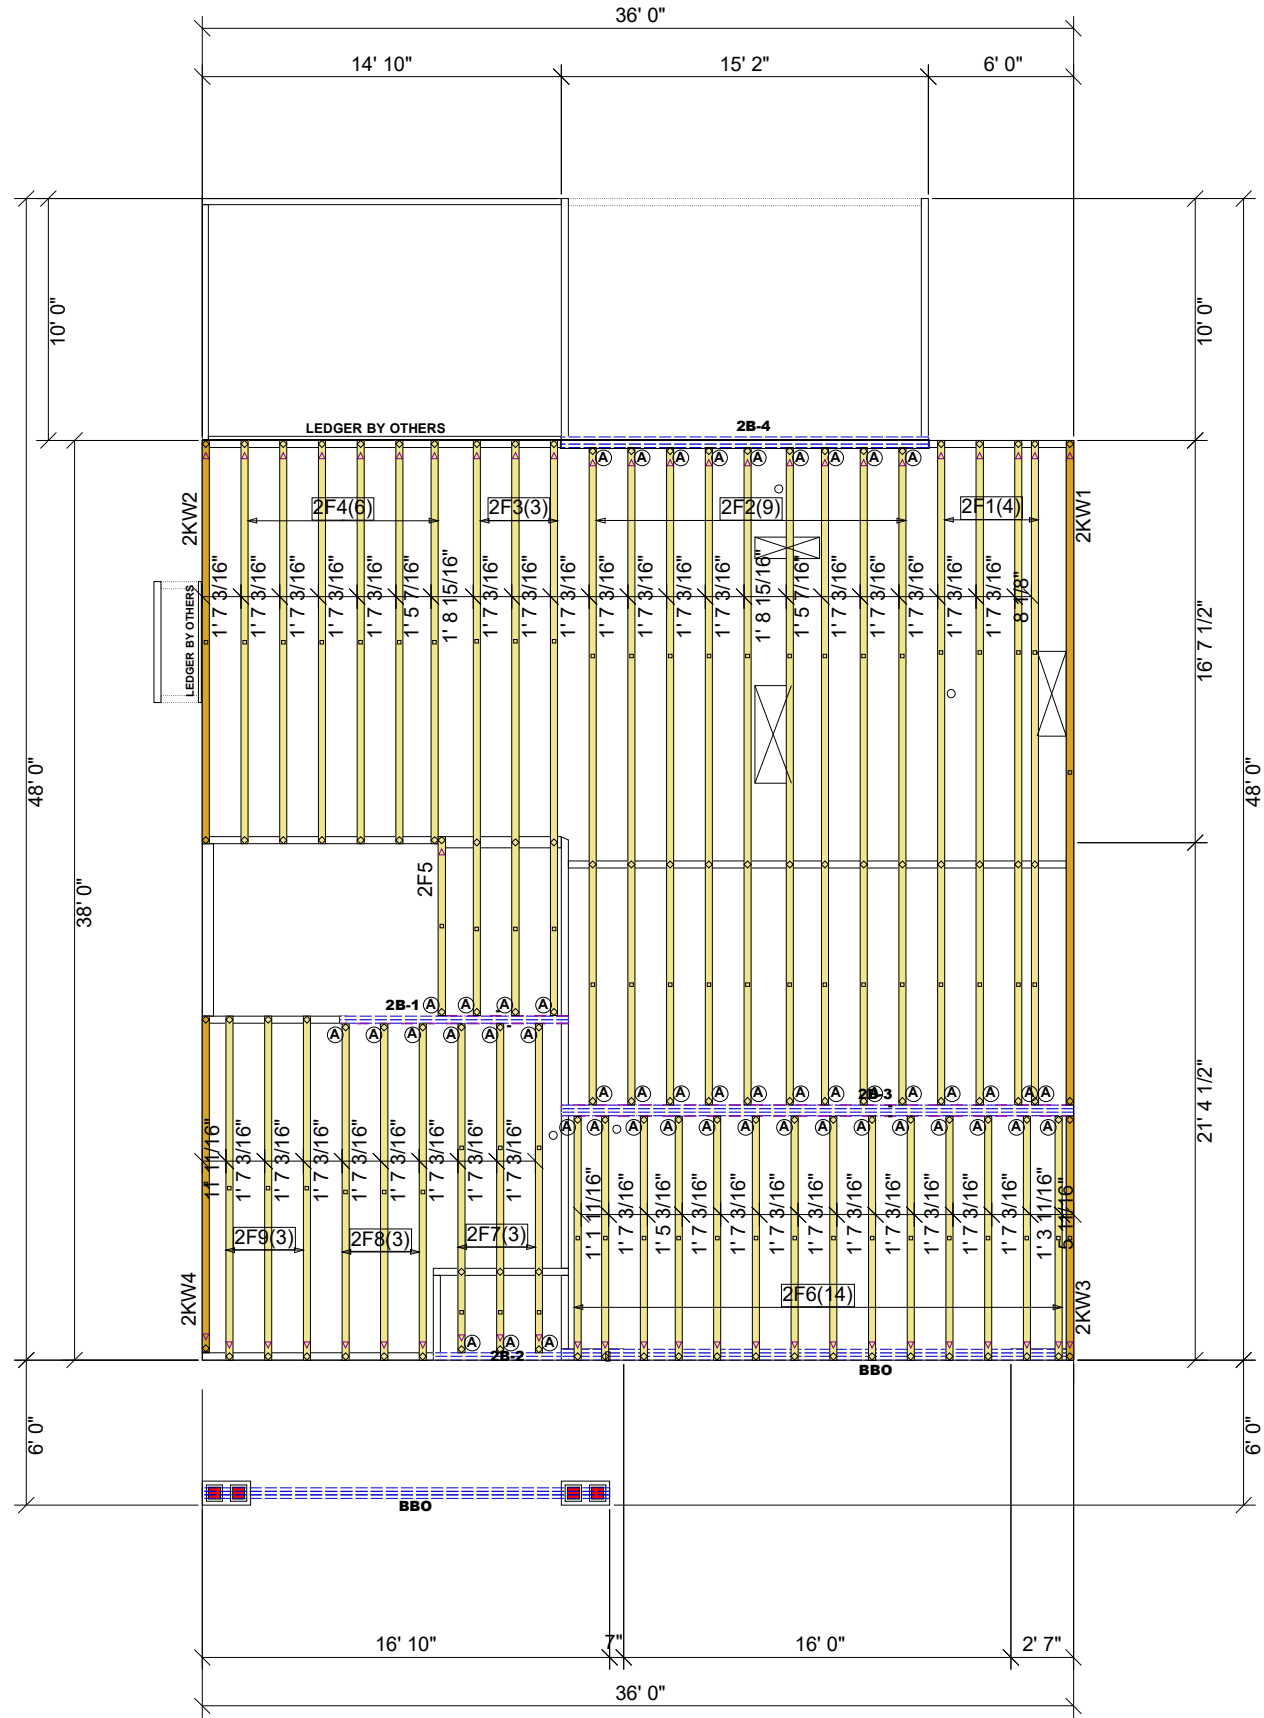 36' 0"
14' 10"
15' 2"
6' 0"
10' 0"
10' 0"
48' 0"
38' 0"
48' 0"
16' 7 1/2"
21' 4 1/2"
LEDGER BY OTHERS
2B-4
A A A A A A A A A
2KW2
2F4(6)
2F3(3)
2F2(9)
2F1(4)
2KW1
LEDGER BY OTHERS
1' 7 3/16"
1' 7 3/16"
1' 7 3/16"
1' 7 3/16"
1' 7 3/16"
1' 5 7/16"
1' 8 15/16"
1' 7 3/16"
1' 7 3/16"
1' 7 3/16"
1' 7 3/16"
1' 7 3/16"
1' 7 3/16"
1' 7 3/16"
1' 8 15/16"
1' 5 7/16"
1' 7 3/16"
1' 7 3/16"
1' 7 3/16"
1' 7 3/16"
8 1/8"
2F5
2B-1
A A A A
A A A A A A
2B-3
A A A A A A A A A A A A A
A A A A A A A A A A A A A A
11 11/16"
1' 7 3/16"
1' 7 3/16"
1' 7 3/16"
1' 7 3/16"
1' 7 3/16"
1' 7 3/16"
1' 7 3/16"
1' 7 3/16"
1' 1 11/16"
1' 7 3/16"
1' 5 3/16"
1' 7 3/16"
1' 7 3/16"
1' 7 3/16"
1' 7 3/16"
1' 7 3/16"
1' 7 3/16"
1' 7 3/16"
1' 7 3/16"
1' 3 11/16"
5 11/16"
2F9(3)
2F8(3)
2F7(3)
2F6(14)
2KW4
2KW3
A A A
2B-2
BBO
6' 0"
6' 0"
BBO
16' 10"
7"
16' 0"
2' 7"
36' 0"